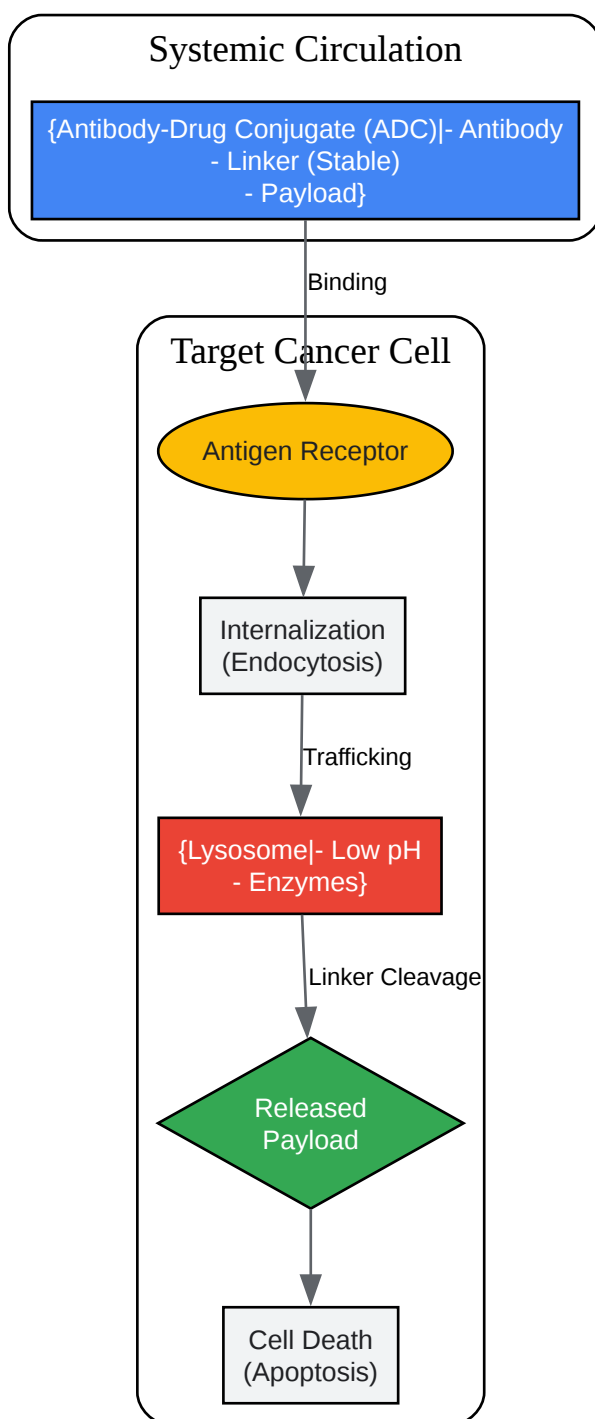 Systemic Circulation
{Antibody-Drug Conjugate (ADC)|- Antibody
- Linker (Stable)
- Payload}
Binding
Target Cancer Cell
Antigen Receptor
Internalization
(Endocytosis)
Trafficking
{Lysosome|- Low pH
- Enzymes}
Linker Cleavage
Released
Payload
Cell Death
(Apoptosis)